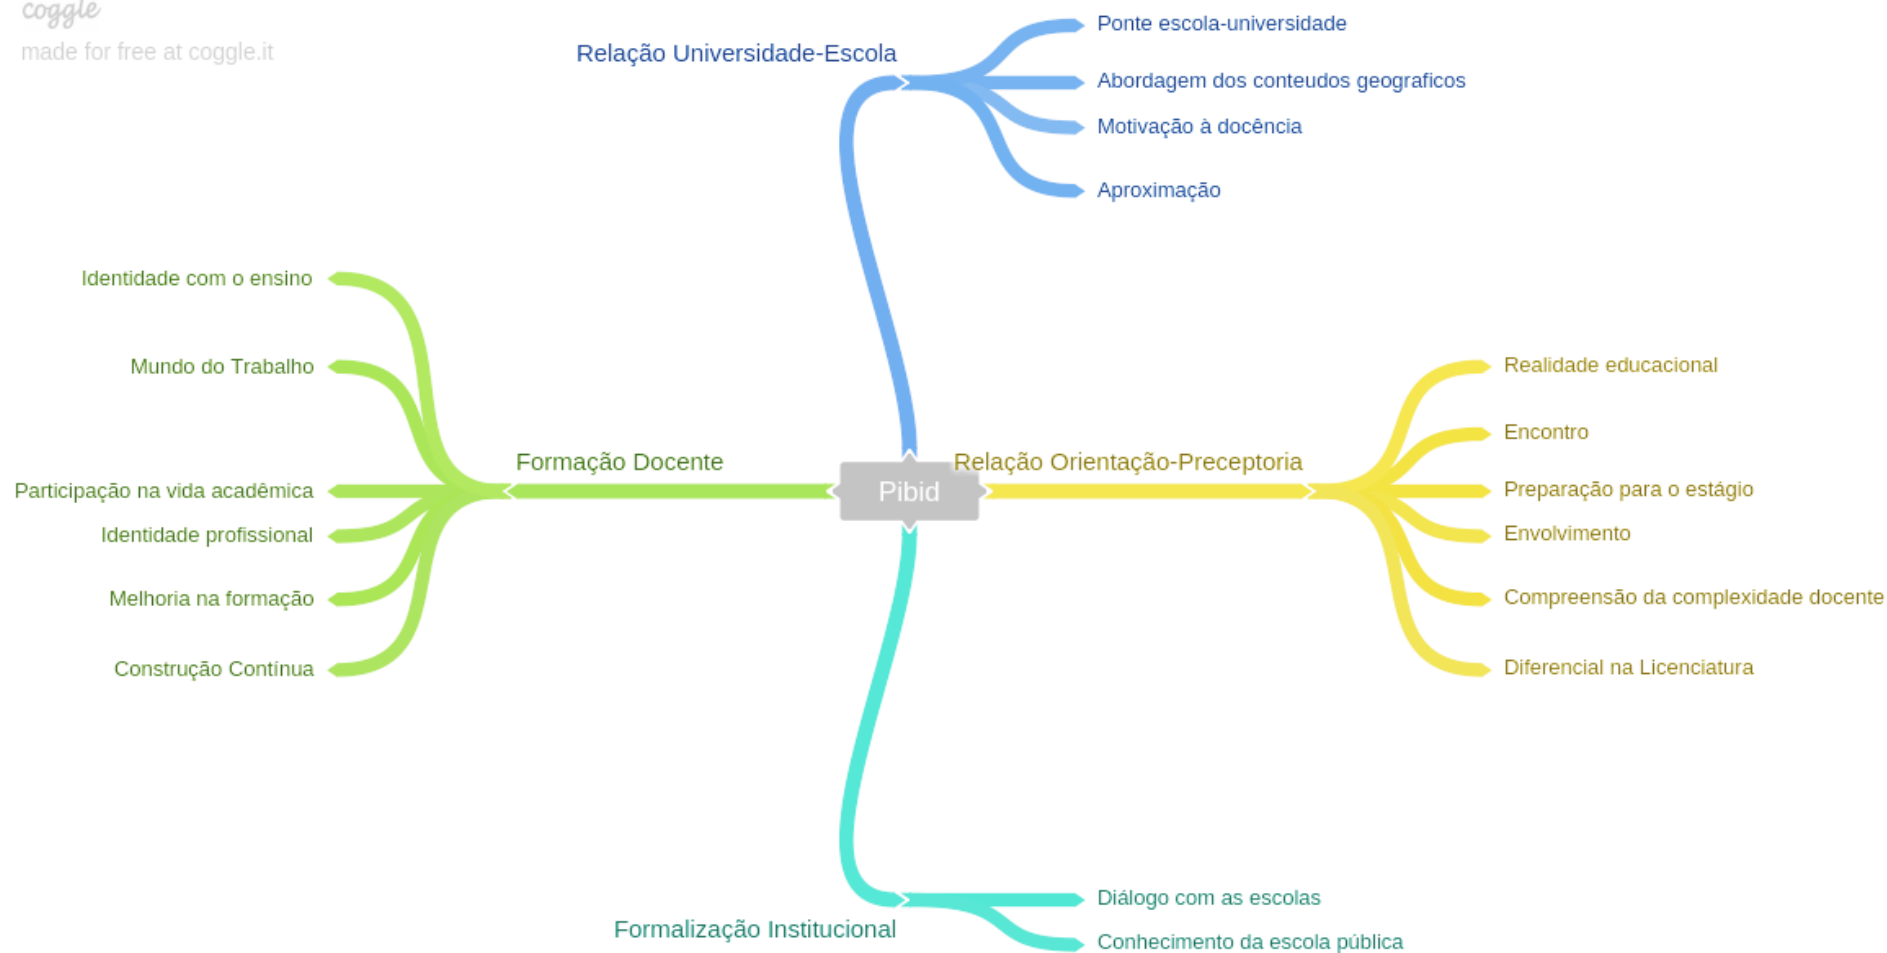 coggle
made for free at coggle.it
Relação Universidade-Escola
Ponte escola-universidade
Abordagem dos conteudos geograficos
Motivação à docência
Aproximação
Identidade com o ensino
Mundo do Trabalho
Participação na vida acadêmica
Identidade profissional
Melhoria na formação
Construção Contínua
Formação Docente
Pibid
Relação Orientação-Preceptoria
Realidade educacional
Encontro
Preparação para o estágio
Envolvimento
Compreensão da complexidade docente
Diferencial na Licenciatura
Formalização Institucional
Diálogo com as escolas
Conhecimento da escola pública